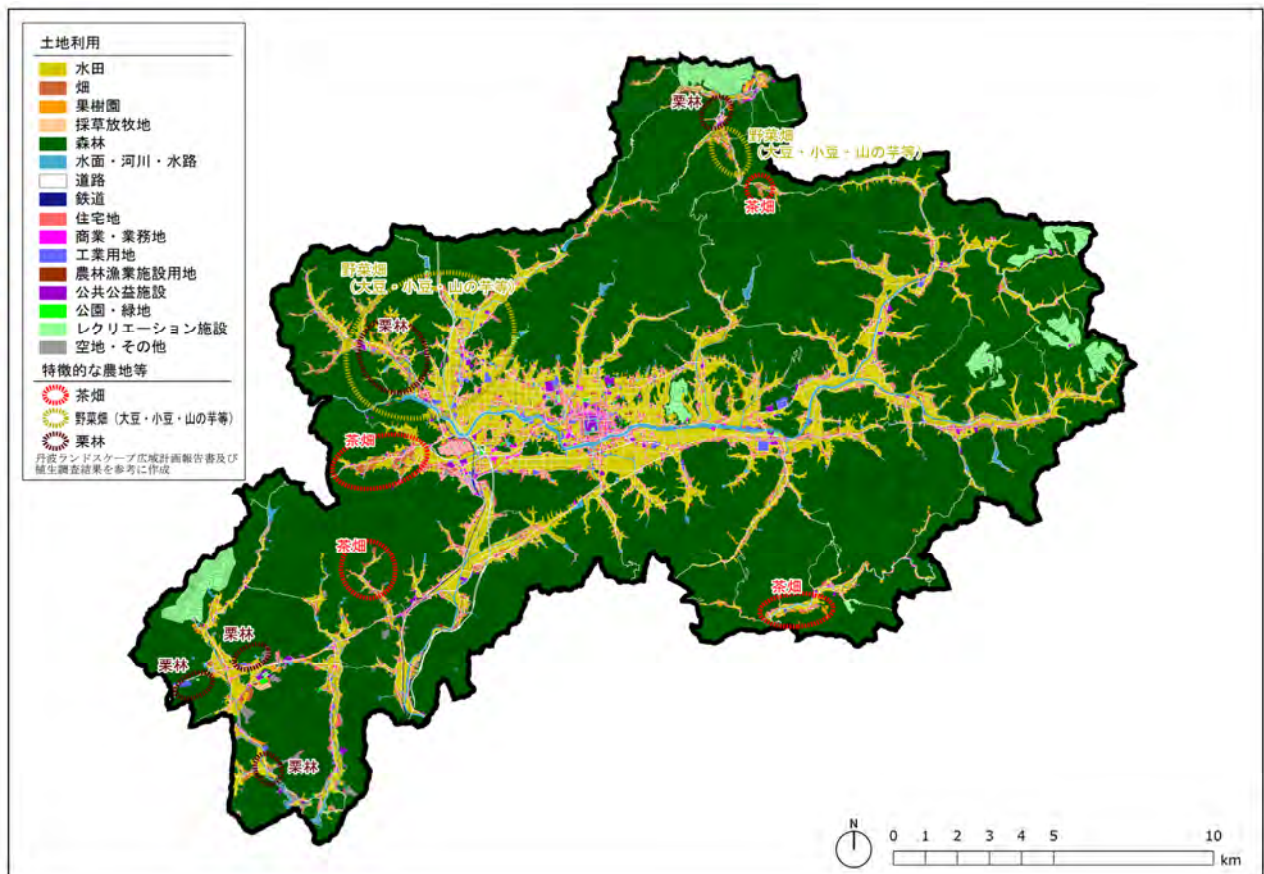 土地利用
水田
畑
果樹園
採草放牧地
森林
水面・河川・水路
道路
鉄道
住宅地
商業・業務地
工業用地
農林漁業施設用地
公共公益施設
公園・緑地
レクリエーション施設
空地・その他
特徴的な農地等
茶畑
野菜畑（大豆・小豆・山の芋等）
栗林
丹波ランドスケープ広域計画報告書及び
植生調査結果を参考に作成
栗林
野菜畑
（大豆・小豆・山の芋等）
茶畑
野菜畑
（大豆・小豆・山の芋等）
栗林
茶畑
茶畑
茶畑
栗林
栗林
栗林
N
0 1 2 3 4 5 10
km